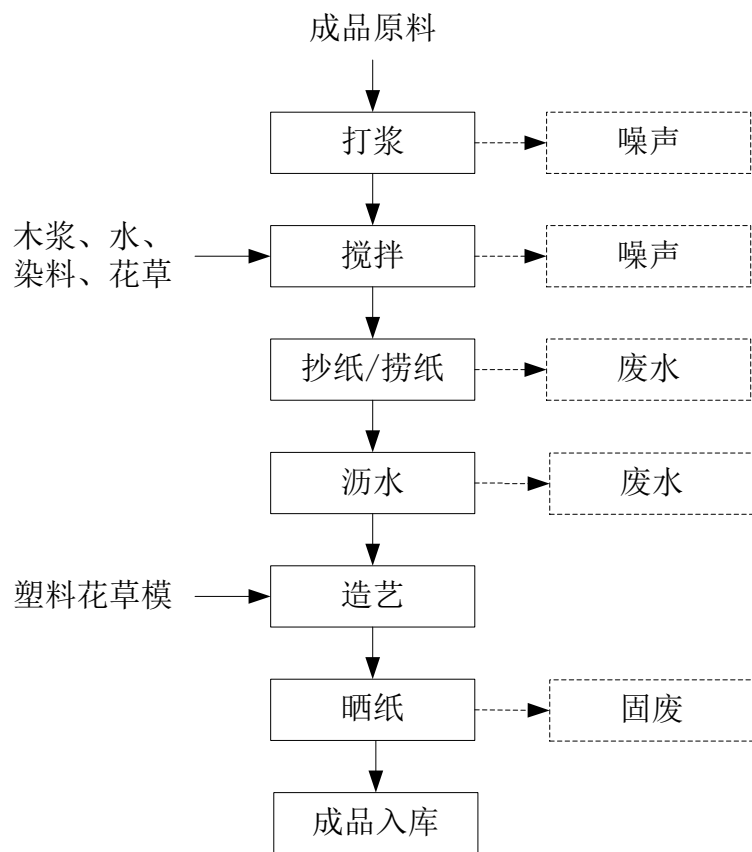 成品原料
打浆
噪声
木浆、水、
染料、花草
搅拌
噪声
抄纸/捞纸
废水
沥水
废水
塑料花草模
造艺
晒纸
固废
成品入库